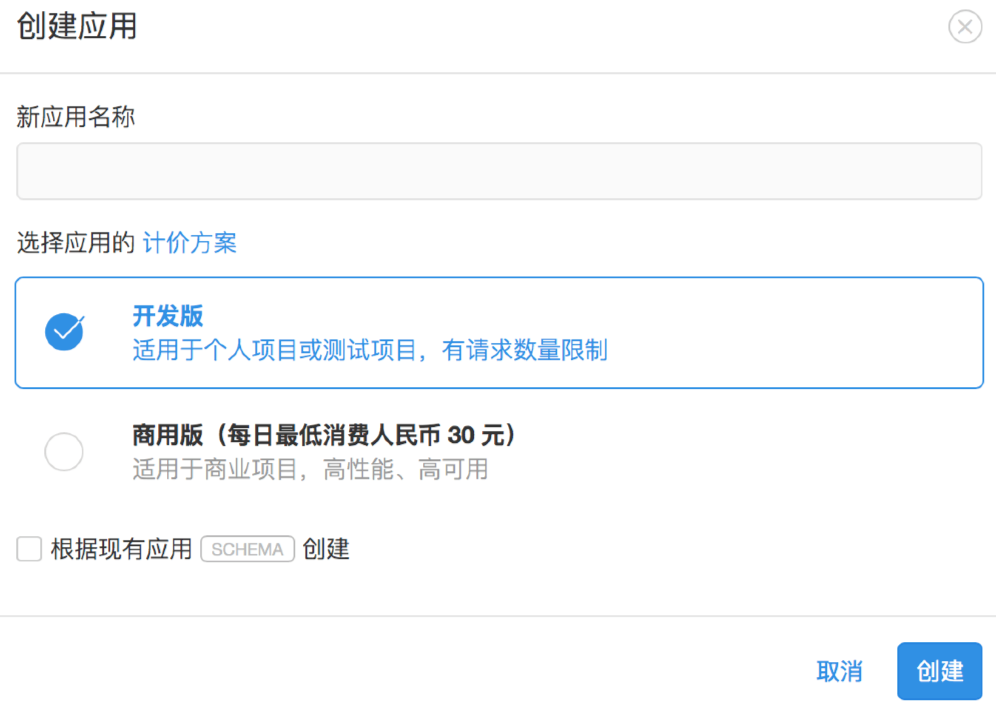 创建应用
新应用名称
选择应用的 计价方案
开发版
适用于个人项目或测试项目，有请求数量限制
商用版（每日最低消费人民币 30 元）
适用于商业项目，高性能、高可用
根据现有应用 SCHEMA 创建
取消 创建